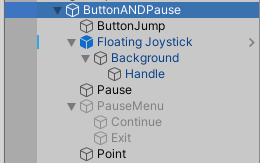 ButtonANDPause
ButtonJump
Floating Joystick
Background
Handle
Pause
PauseMenu
Continue
Exit
Point